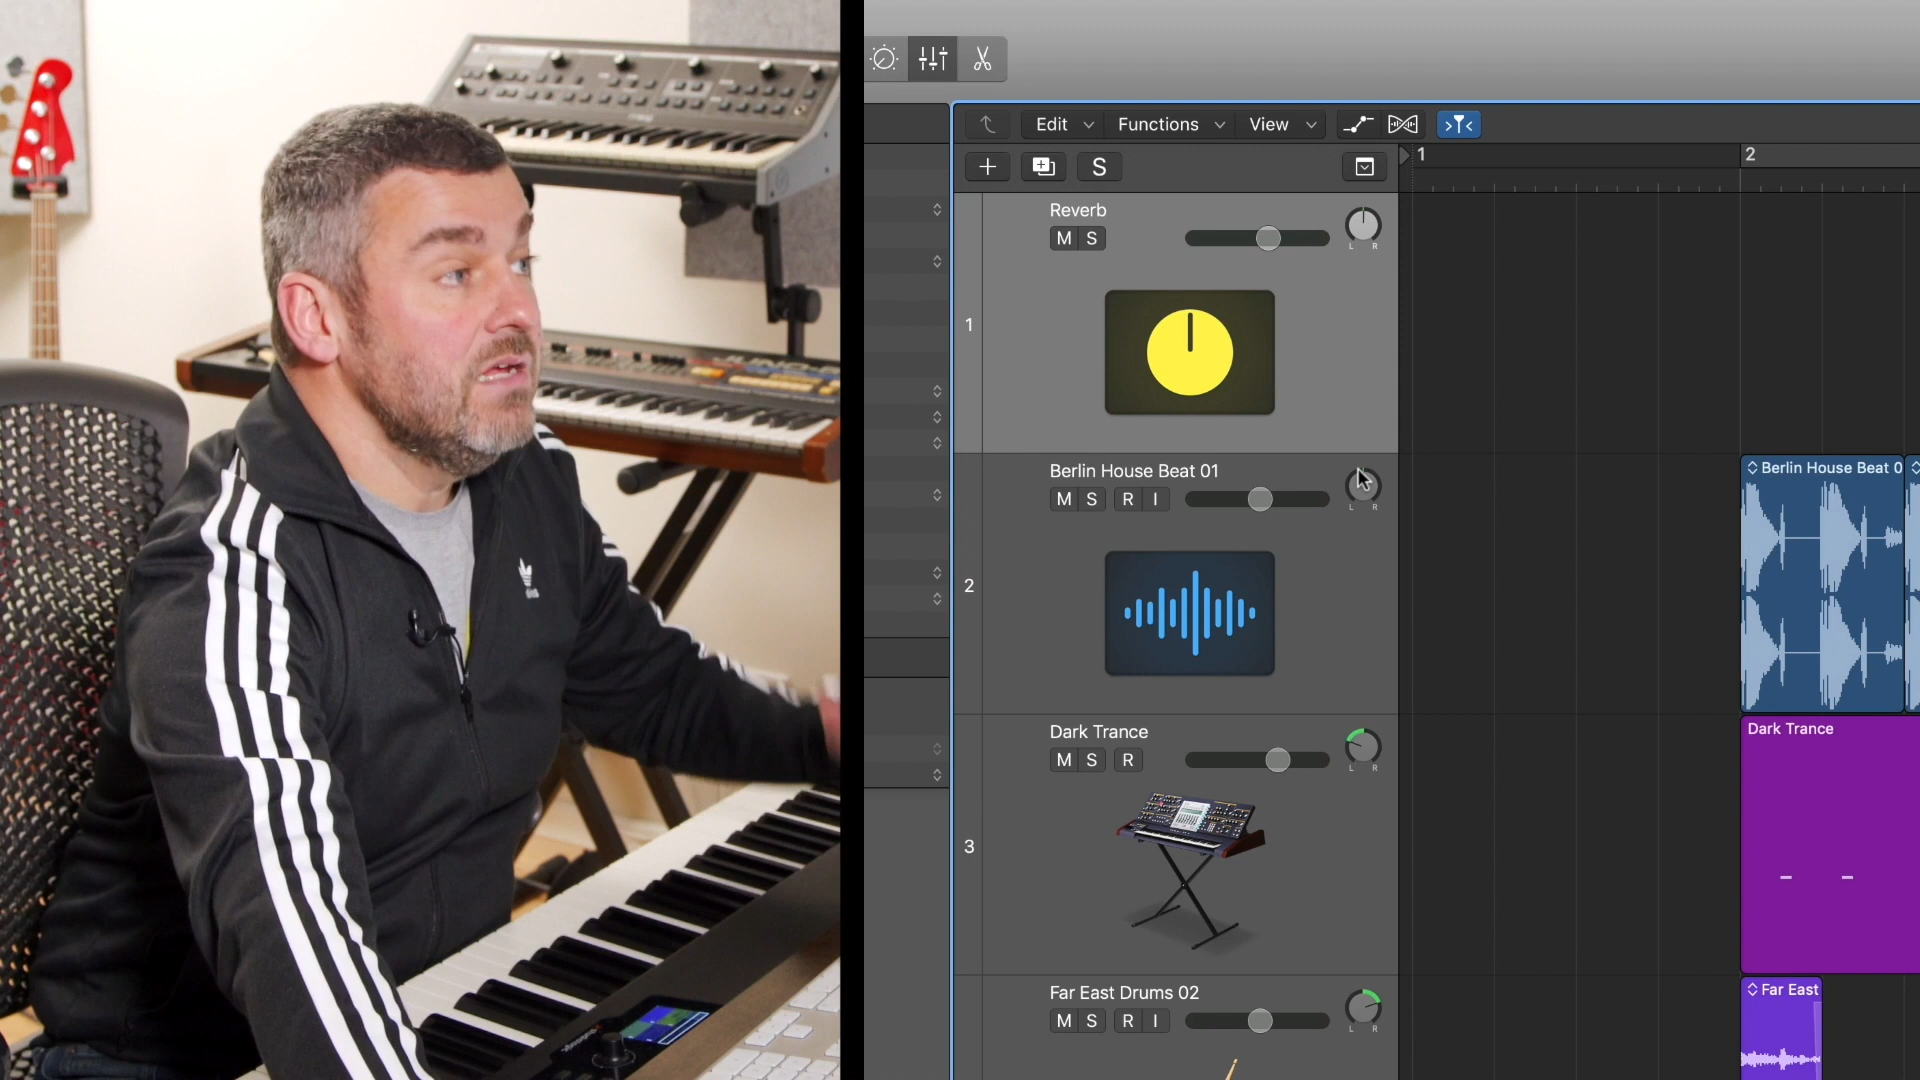 Edit
Functions
View
S
1
2
Reverb
M S
L R
1
Berlin House Beat 01
M S R I
L R
2
Berlin House Beat 0
Dark Trance
M S R
L R
3
Dark Trance
Far East Drums 02
M S R I
L R
Far East